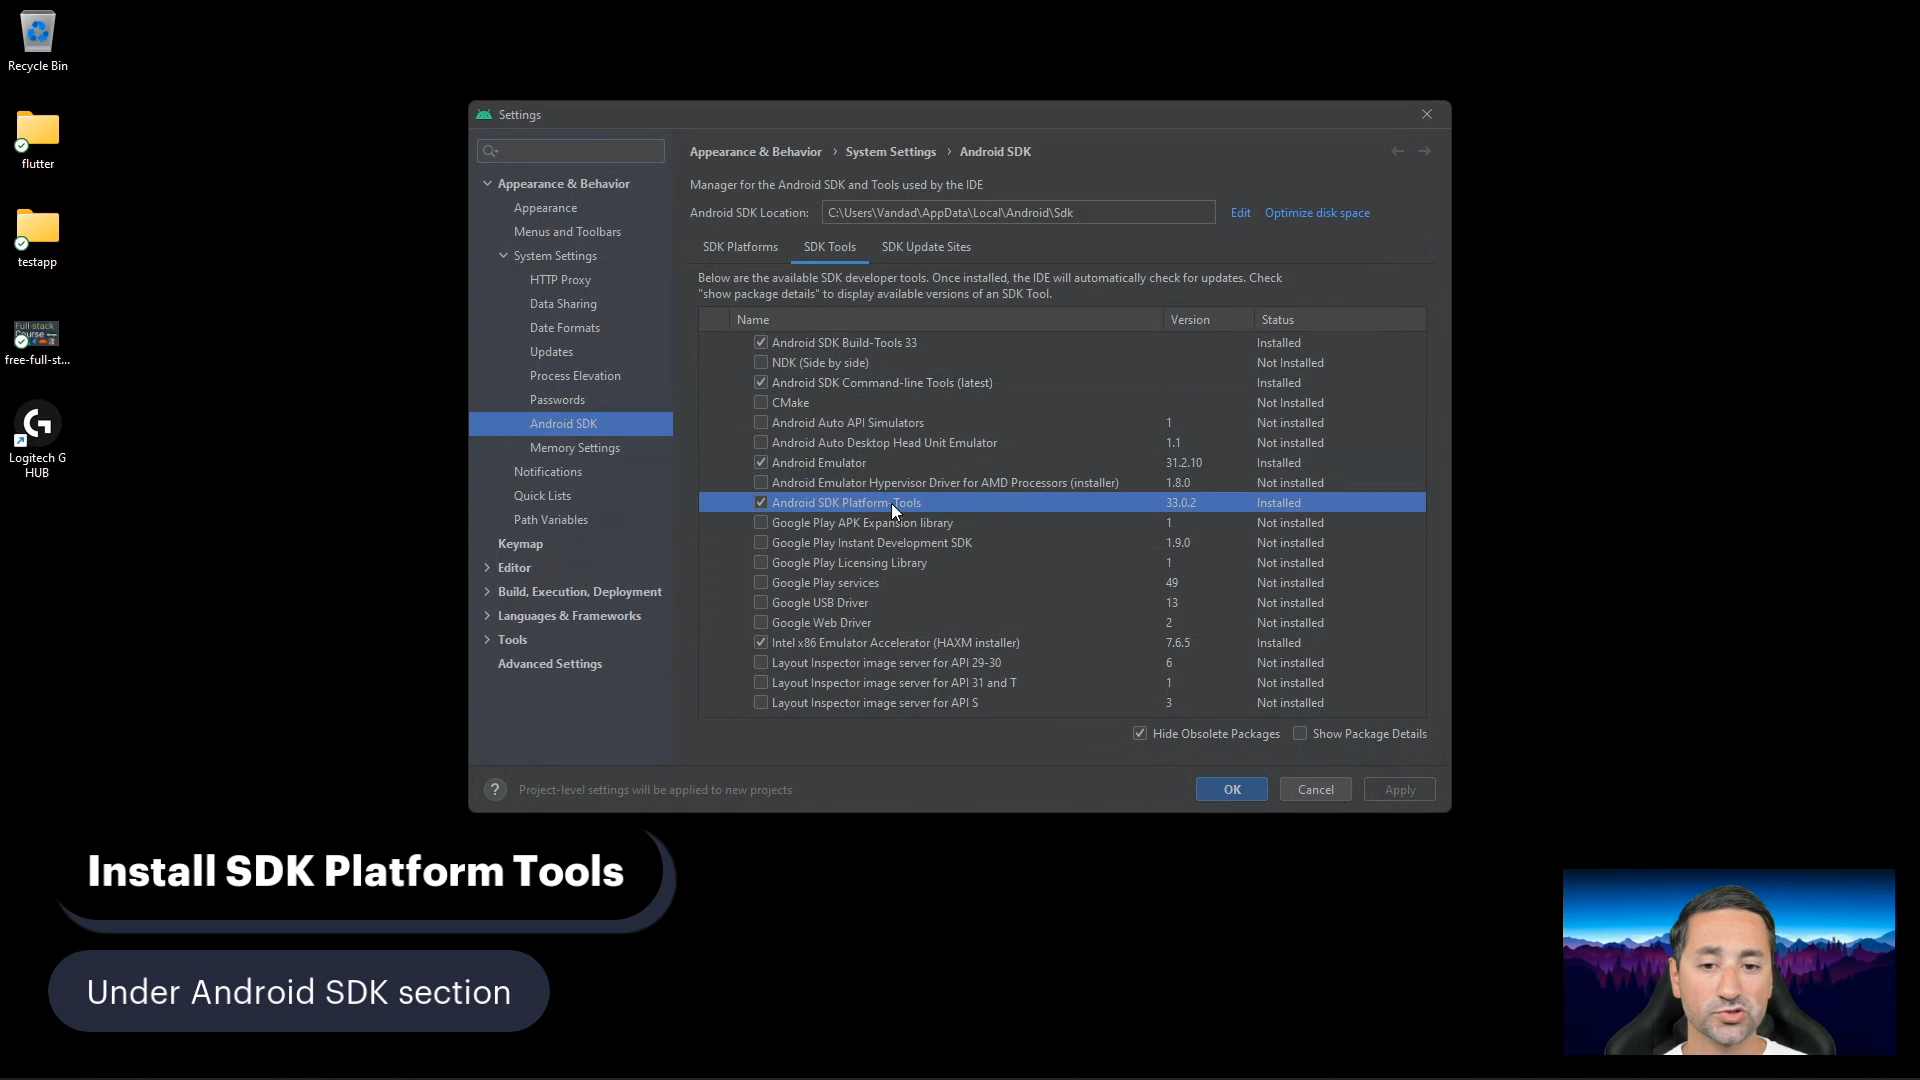 Recycle Bin
flutter
testapp
Full-stack
Course
free-full-st...
Logitech G
HUB
Settings
Appearance & Behavior
Appearance
Menus and Toolbars
System Settings
HTTP Proxy
Data Sharing
Date Formats
Updates
Process Elevation
Passwords
Android SDK
Memory Settings
Notifications
Quick Lists
Path Variables
Keymap
Editor
Build, Execution, Deployment
Languages & Frameworks
Tools
Advanced Settings
Appearance & Behavior › System Settings › Android SDK
Manager for the Android SDK and Tools used by the IDE
Android SDK Location: C:\Users\Vandad\AppData\Local\Android\Sdk Edit Optimize disk space
SDK Platforms SDK Tools SDK Update Sites
Below are the available SDK developer tools. Once installed, the IDE will automatically check for updates. Check
"show package details" to display available versions of an SDK Tool.
Name Version Status
Android SDK Build-Tools 33 Installed
NDK (Side by side) Not Installed
Android SDK Command-line Tools (latest) Installed
CMake Not Installed
Android Auto API Simulators 1 Not installed
Android Auto Desktop Head Unit Emulator 1.1 Not installed
Android Emulator 31.2.10 Installed
Android Emulator Hypervisor Driver for AMD Processors (installer) 1.8.0 Not installed
Android SDK Platform-Tools 33.0.2 Installed
Google Play APK Expansion library 1 Not installed
Google Play Instant Development SDK 1.9.0 Not installed
Google Play Licensing Library 1 Not installed
Google Play services 49 Not installed
Google USB Driver 13 Not installed
Google Web Driver 2 Not installed
Intel x86 Emulator Accelerator (HAXM installer) 7.6.5 Installed
Layout Inspector image server for API 29-30 6 Not installed
Layout Inspector image server for API 31 and T 1 Not installed
Layout Inspector image server for API S 3 Not installed
Hide Obsolete Packages Show Package Details
? Project-level settings will be applied to new projects
OK Cancel Apply
Install SDK Platform Tools
Under Android SDK section